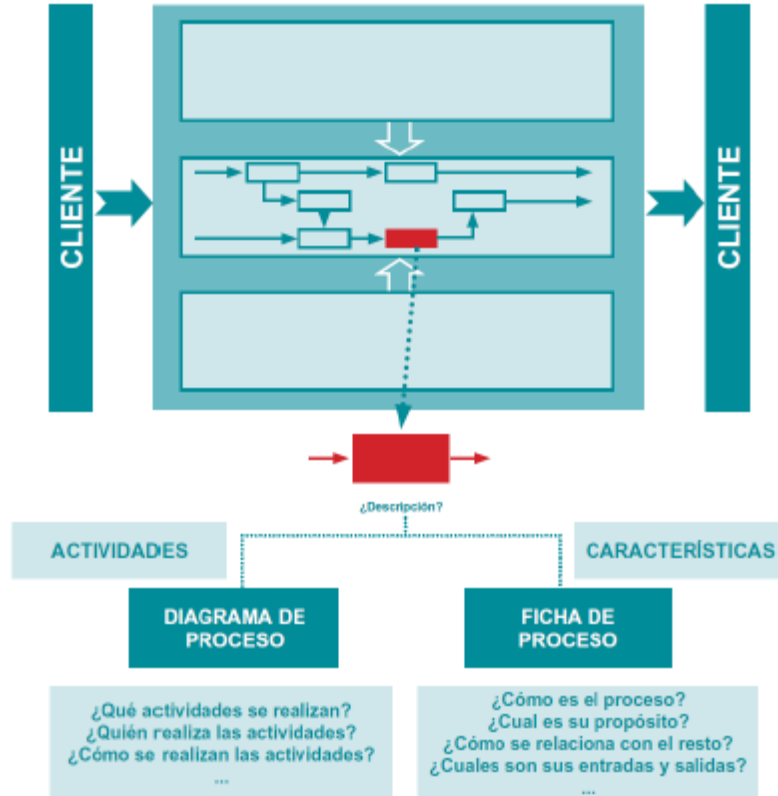 CLIENTE
CLIENTE
¿Descripción?
ACTIVIDADES
CARACTERÍSTICAS
DIAGRAMA DE
PROCESO
FICHA DE
PROCESO
¿Qué actividades se realizan?
¿Quién realiza las actividades?
¿Cómo se realizan las actividades?
...
¿Cómo es el proceso?
¿Cual es su propósito?
¿Cómo se relaciona con el resto?
¿Cuales son sus entradas y salidas?
...